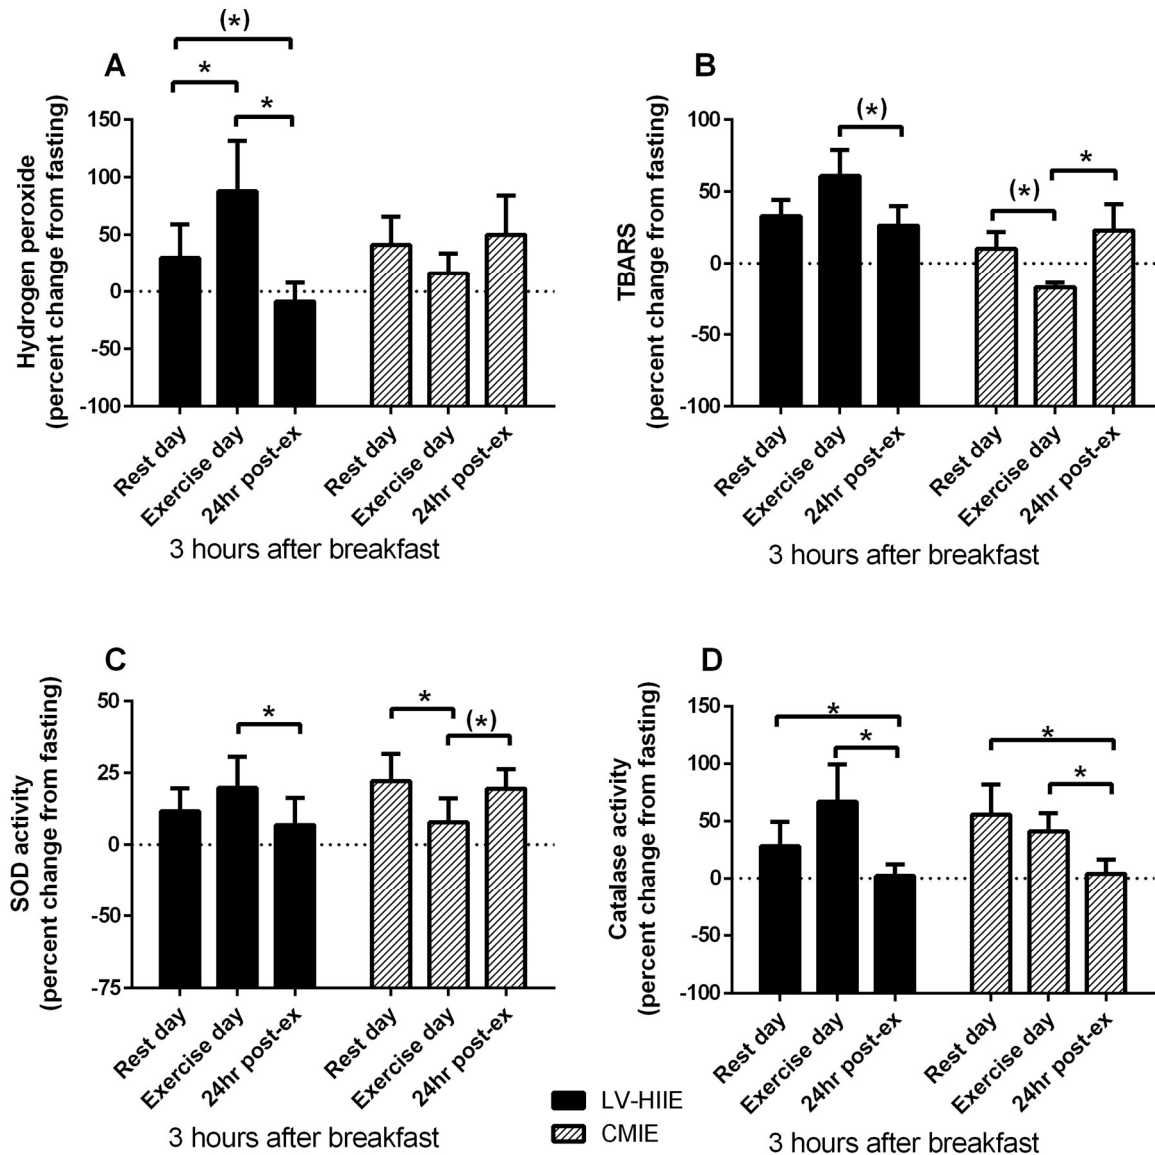 A
(*)
*
*
Hydrogen peroxide
(percent change from fasting)
150
100
50
0
-50
-100
Rest day
Exercise day
24hr post-ex
Rest day
Exercise day
24hr post-ex
3 hours after breakfast
B
(*)
(*)
*
TBARS
(percent change from fasting)
100
50
0
-50
-100
Rest day
Exercise day
24hr post-ex
Rest day
Exercise day
24hr post-ex
3 hours after breakfast
C
*
*
(*)
SOD activity
(percent change from fasting)
50
25
0
-25
-50
-75
Rest day
Exercise day
24hr post-ex
Rest day
Exercise day
24hr post-ex
3 hours after breakfast
D
*
*
*
*
Catalase activity
(percent change from fasting)
150
100
50
0
-50
-100
Rest day
Exercise day
24hr post-ex
Rest day
Exercise day
24hr post-ex
3 hours after breakfast
LV-HIIE
CMIE